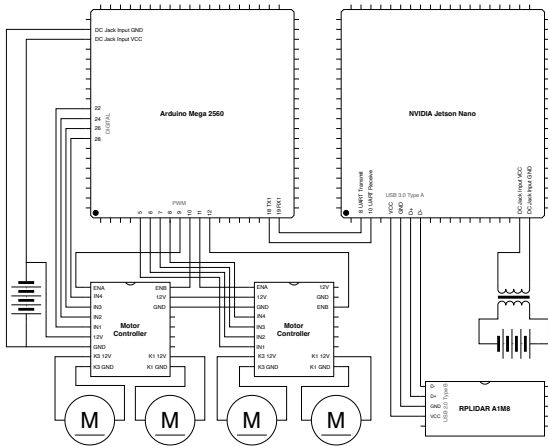 DC Jack Input GND
DC Jack Input VCC
Arduino Mega 2560
22
24
26
28
DIGITAL
PWM
5
6
7
8
9
10
11
12
18 TX1
19 RX1
NVIDIA Jetson Nano
8 UART Transmit
10 UART Receive
USB 3.0 Type A
VCC
GND
D+
D-
DC Jack Input VCC
DC Jack Input GND
ENA
IN4
IN3
IN2
IN1
12V
GND
K3 12V
K3 GND
ENB
12V
GND
Motor
Controller
K1 12V
K1 GND
12V
GND
IN4
IN3
IN2
IN1
K3 12V
K3 GND
ENA
12V
GND
ENB
Motor
Controller
K1 12V
K1 GND
M
M
M
M
D-
D+
GND
VCC
USB 2.0 Type B
RPLIDAR A1M8